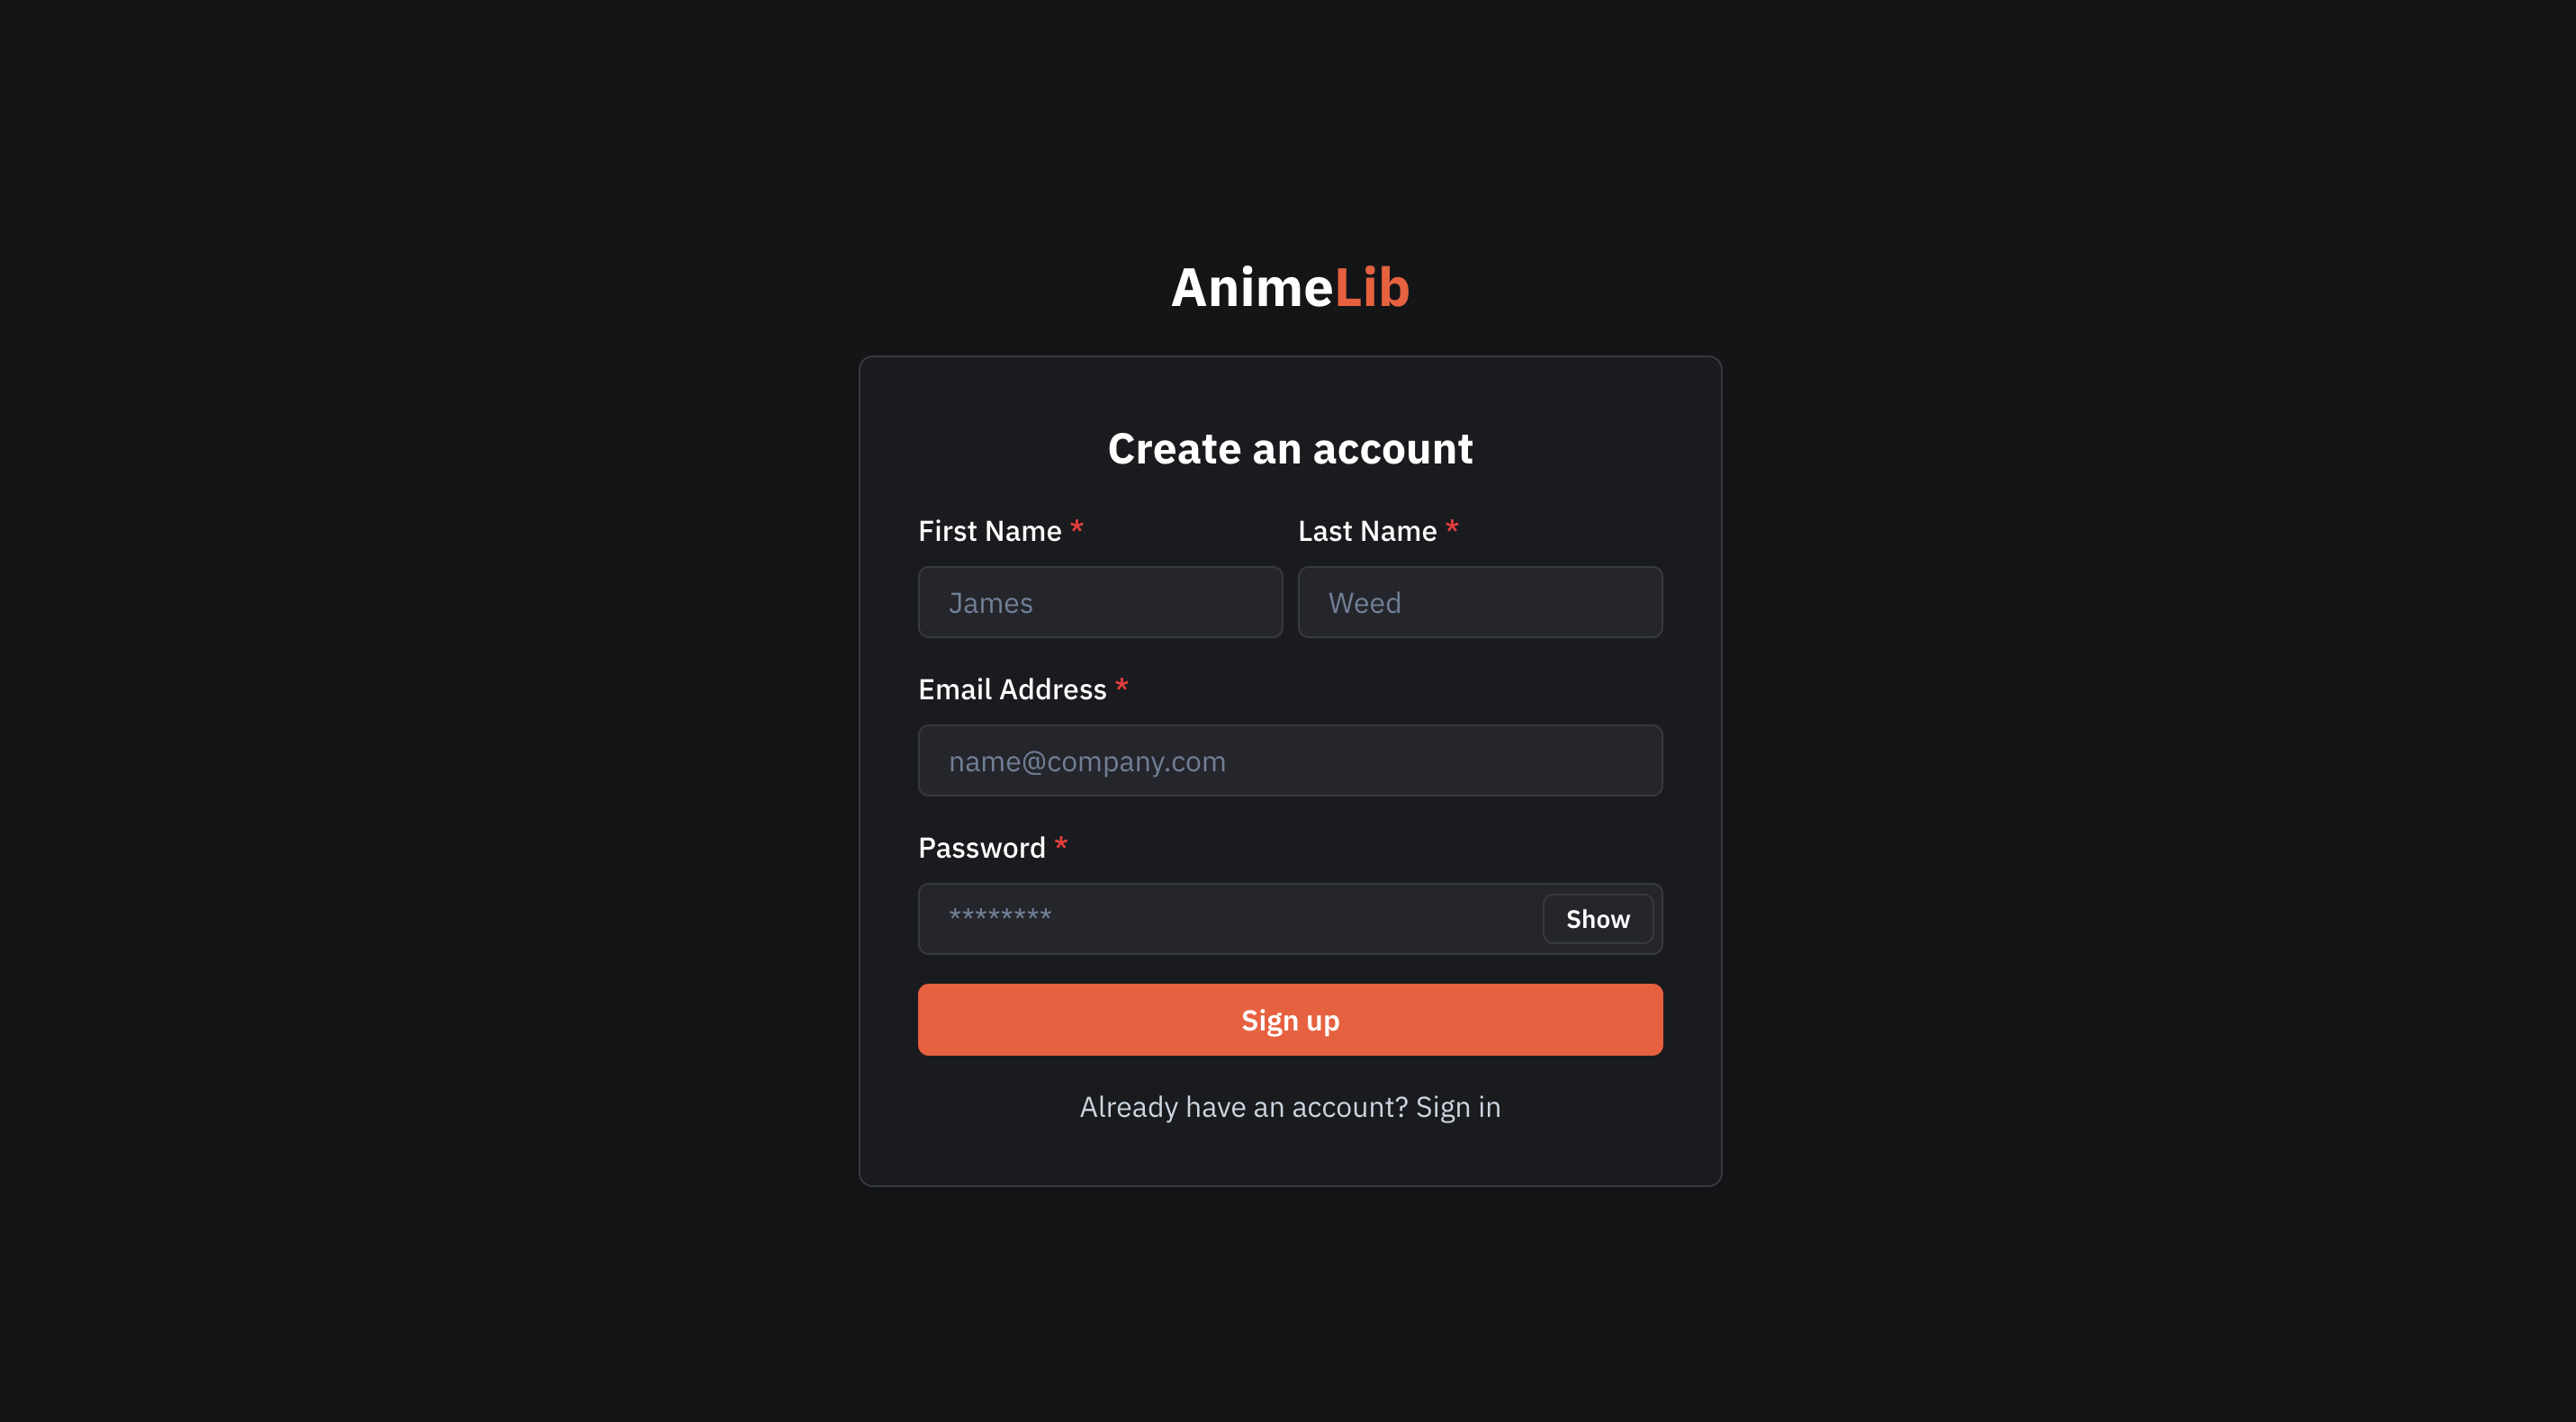 AnimeLib
Create an account
First Name * Last Name *
James Weed
Email Address *
name@company.com
Password *
******** Show
Sign up
Already have an account? Sign in